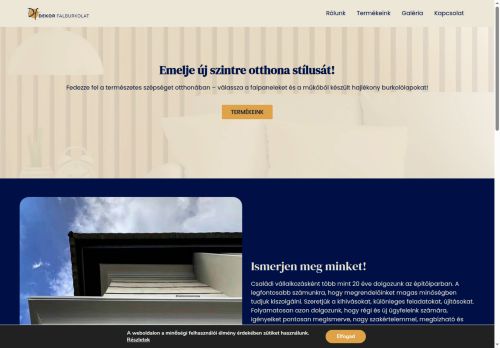 DEKOR FALBURKOLAT
Rólunk Termékeink Galéria Kapcsolat
Emelje új szintre otthona stílusát!
Fedezze fel a természetes szépséget otthonában – válassza a falpaneleket és a műkőből készült hajlékony burkolólapokat!
TERMÉKEINK
Ismerjen meg minket!
Családi vállalkozásként több mint 20 éve dolgozunk az építőiparban. A
legfontosabb számunkra, hogy megrendelőinket magas minőségben
tudjuk kiszolgálni. Szeretjük a kihívásokat, különleges feladatokat, újításokat.
Folyamatosan azon dolgozunk, hogy régi és új ügyfeleink számára,
igényeiket pontosan megismerve, nagy szakértelemmel, megbízható és
A weboldalon a minőségi felhasználói élmény érdekében sütiket használunk.
Részletek
Elfogad